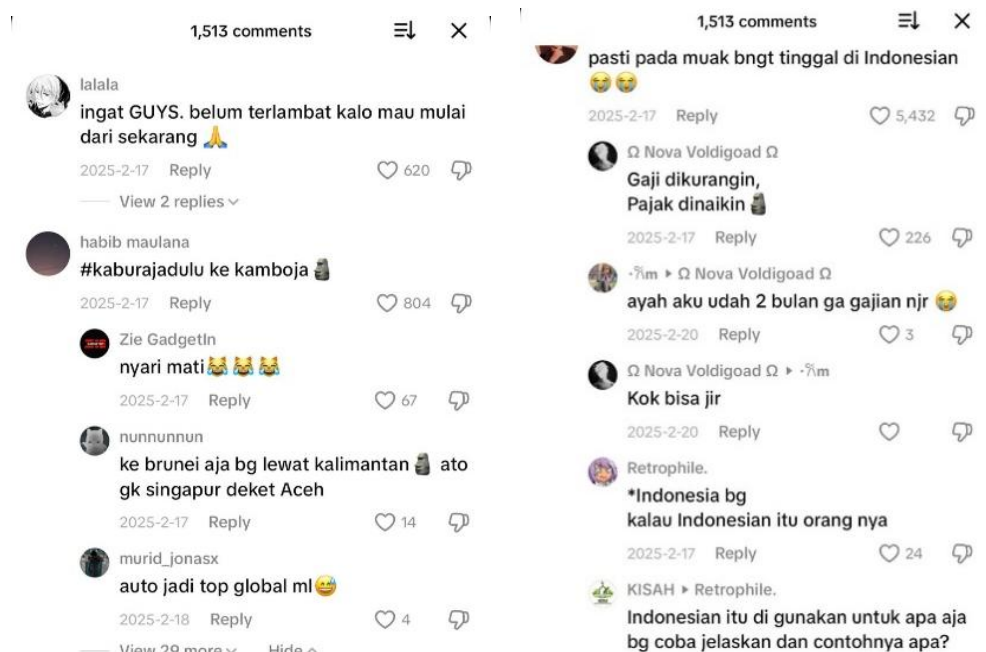 1,513 comments
lalala
ingat GUYS. belum terlambat kalo mau mulai
dari sekarang 🙏
2025-2-17 Reply 620
View 2 replies
habib maulana
#kaburajadulu ke kamboja 🗿
2025-2-17 Reply 804
Zie GadgetIn
nyari mati😹😹😹
2025-2-17 Reply 67
nunnunnun
ke brunei aja bg lewat kalimantan 🗿 ato
gk singapur deket Aceh
2025-2-17 Reply 14
murid_jonasx
auto jadi top global ml😅
2025-2-18 Reply 4
View 29 more Hide
1,513 comments
pasti pada muak bngt tinggal di Indonesian
😭😭
2025-2-17 Reply 5,432
Ω Nova Voldigoad Ω
Gaji dikurangin,
Pajak dinaikin🗿
2025-2-17 Reply 226
Ω Nova Voldigoad Ω
ayah aku udah 2 bulan ga gajian njr 😭
2025-2-20 Reply 3
Ω Nova Voldigoad Ω
Kok bisa jir
2025-2-20 Reply
Retrophile.
*Indonesia bg
kalau Indonesian itu orang nya
2025-2-17 Reply 24
KISAH ▸ Retrophile.
Indonesian itu di gunakan untuk apa aja
bg coba jelaskan dan contohnya apa?